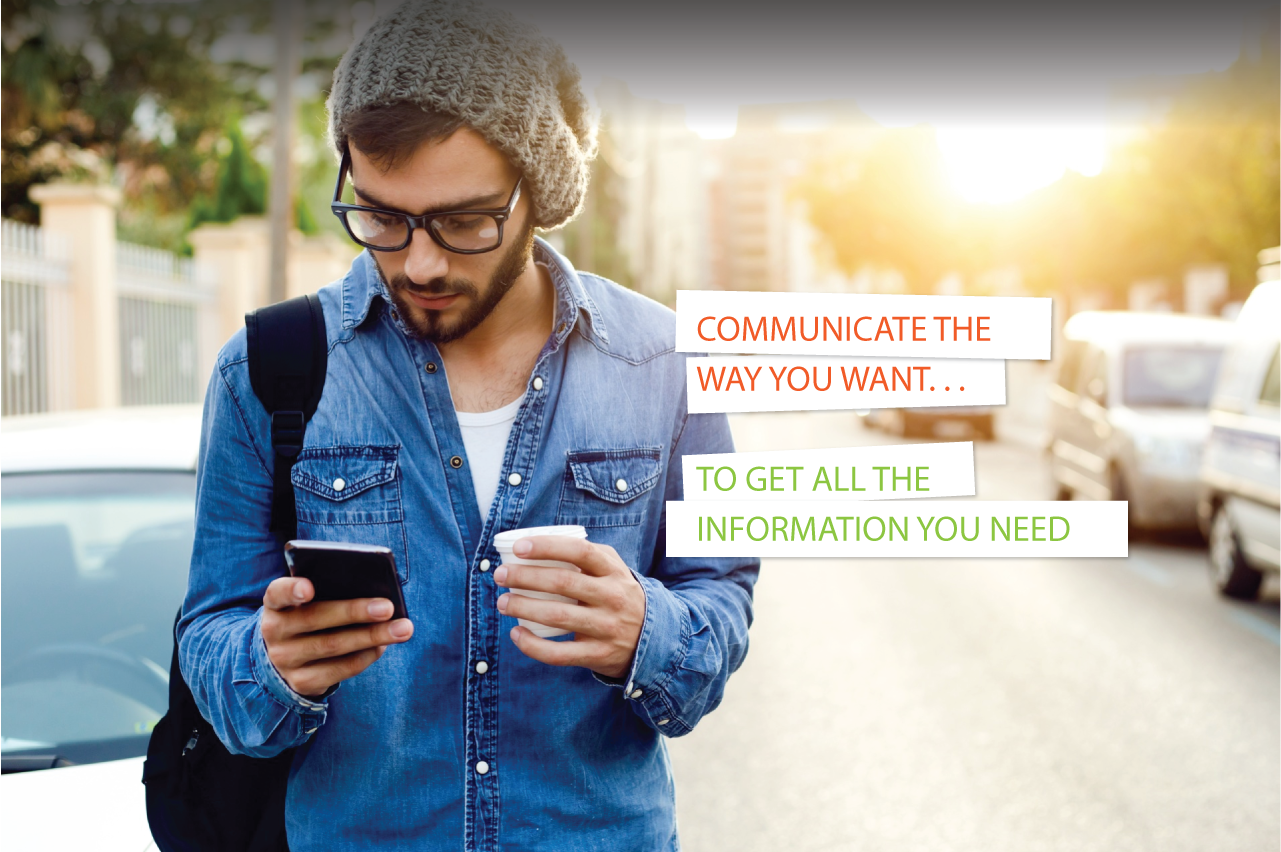 COMMUNICATE THE
WAY YOU WANT. . .
TO GET ALL THE
INFORMATION YOU NEED